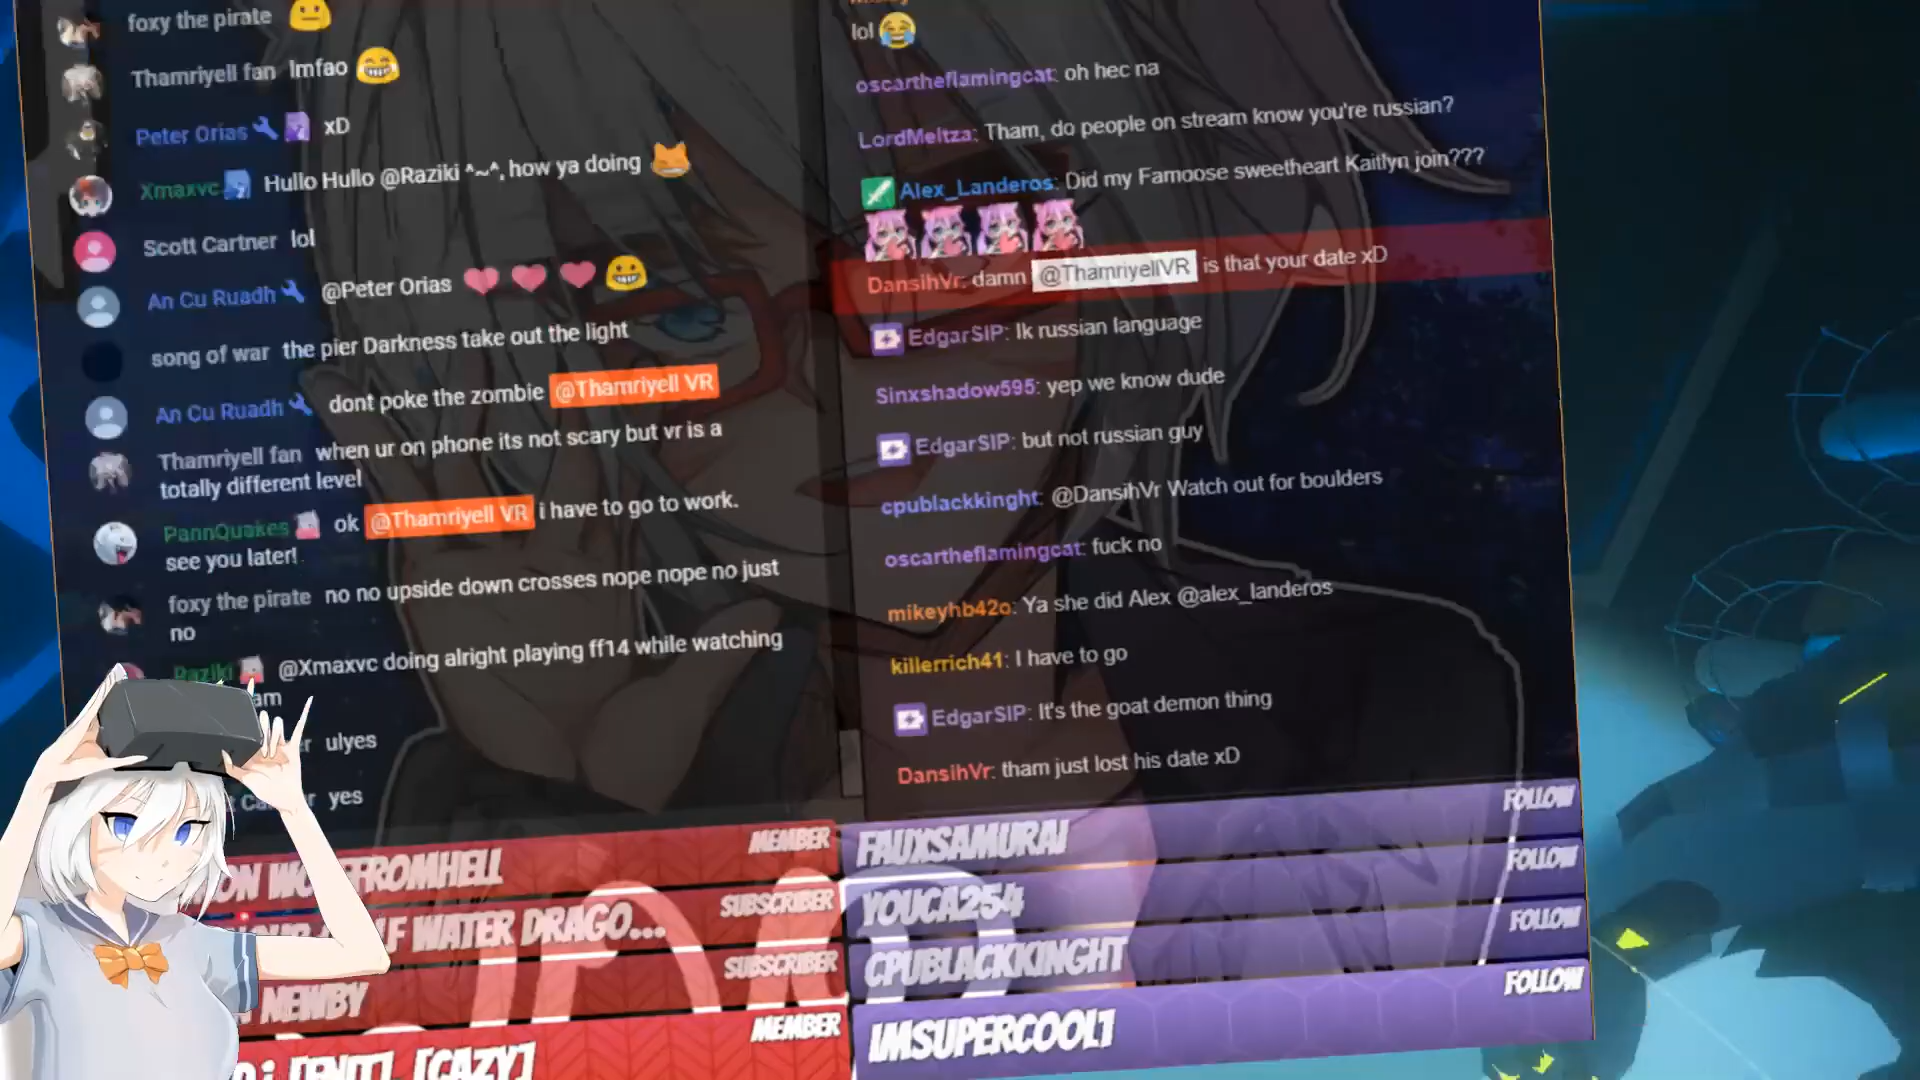 foxy the pirate 😐
Thamriyell fan lmfao 😂
Peter Orias xD
Xmaxvc Hullo Hullo @Raziki ^~^, how ya doing
Scott Cartner lol
An Cu Ruadh @Peter Orias
song of war the pier Darkness take out the light
An Cu Ruadh dont poke the zombie @Thamriyell VR
Thamriyell fan when ur on phone its not scary but vr is a
totally different level
PannQuakes ok @Thamriyell VR i have to go to work.
see you later!
foxy the pirate no no upside down crosses nope nope no just
no
Raziki @Xmaxvc doing alright playing ff14 while watching
am
ulyes
yes
lol 😂
oscartheflamingcat: oh hec na
LordMeltza: Tham, do people on stream know you're russian?
Alex_Landeros: Did my Famoose sweetheart Kaitlyn join???
DansihVr: damn @ThamriyellVR is that your date xD
EdgarSIP: Ik russian language
Sinxshadow595: yep we know dude
EdgarSIP: but not russian guy
cpublackkinght: @DansihVr Watch out for boulders
oscartheflamingcat: fuck no
mikeyhb42o: Ya she did Alex @alex_landeros
killerrich41: I have to go
EdgarSIP: It's the goat demon thing
DansihVr: tham just lost his date xD
FROMHELL MEMBER
LF WATER DRAGO... SUBSCRIBER
NEWBY SUBSCRIBER
[CAZY] MEMBER
FAUXSAMURAI FOLLOW
YOUCA254 FOLLOW
CPUBLACKKINGHT FOLLOW
IMSUPERCOOL1 FOLLOW